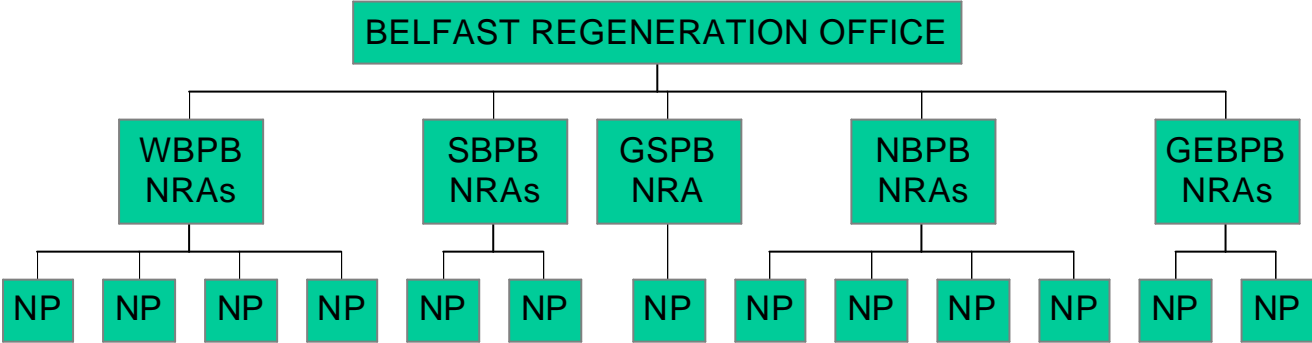 BELFAST REGENERATION OFFICE
WBPB
NRAs
SBPB
NRAs
GSPB
NRA
NBPB
NRAs
GEBPB
NRAs
NP
NP
NP
NP
NP
NP
NP
NP
NP
NP
NP
NP
NP